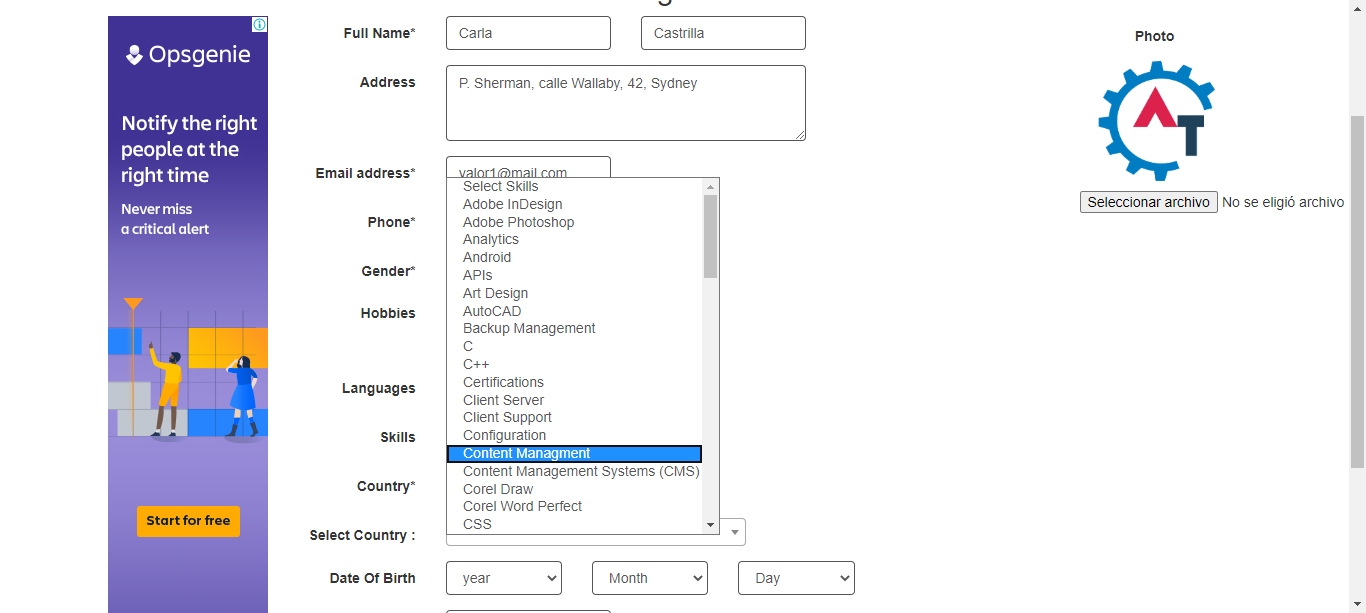 Opsgenie
Notify the right
people at the
right time
Never miss
a critical alert
Start for free
Full Name*
Carla
Castrilla
Address
P. Sherman, calle Wallaby, 42, Sydney
Email address*
valor1@mail.com
Phone*
Gender*
Hobbies
Languages
Skills
Country*
Select Country :
Select Skills
Adobe InDesign
Adobe Photoshop
Analytics
Android
APIs
Art Design
AutoCAD
Backup Management
C
C++
Certifications
Client Server
Client Support
Configuration
Content Managment
Content Management Systems (CMS)
Corel Draw
Corel Word Perfect
CSS
Date Of Birth
year
Month
Day
Photo
AT
Seleccionar archivo No se eligió archivo